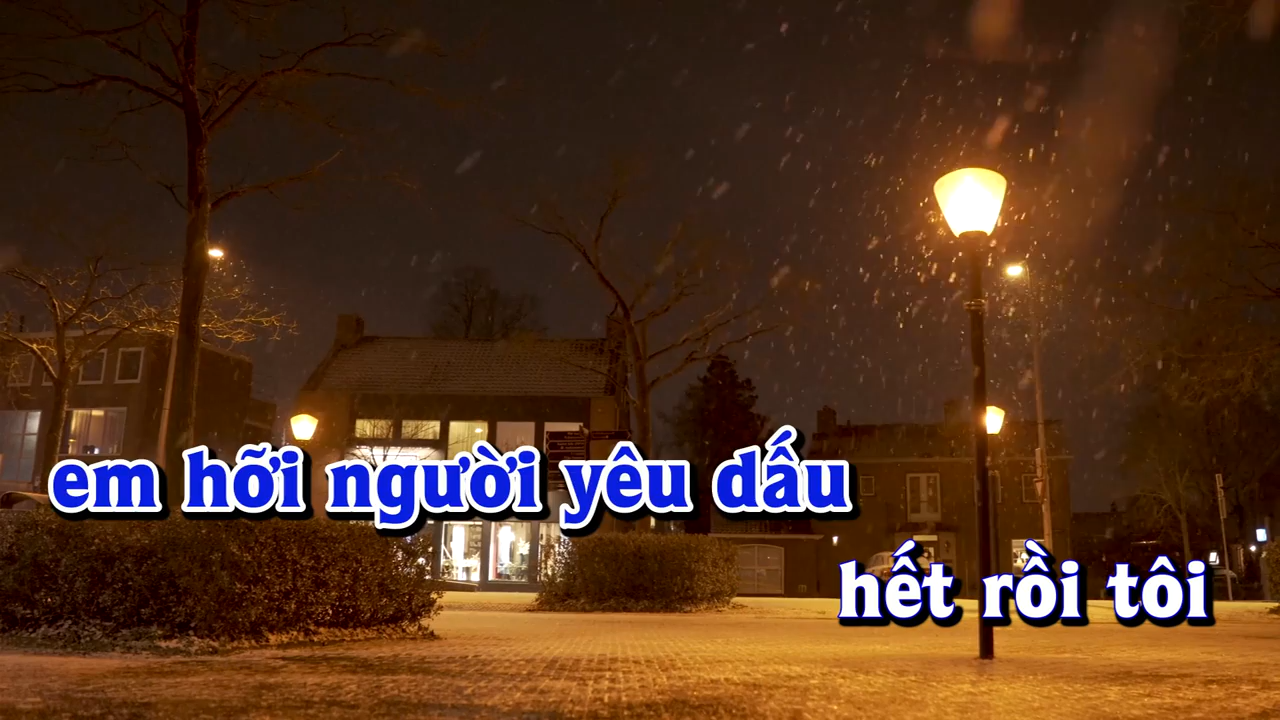 em hỡi người yêu dấu
hết rồi tôi